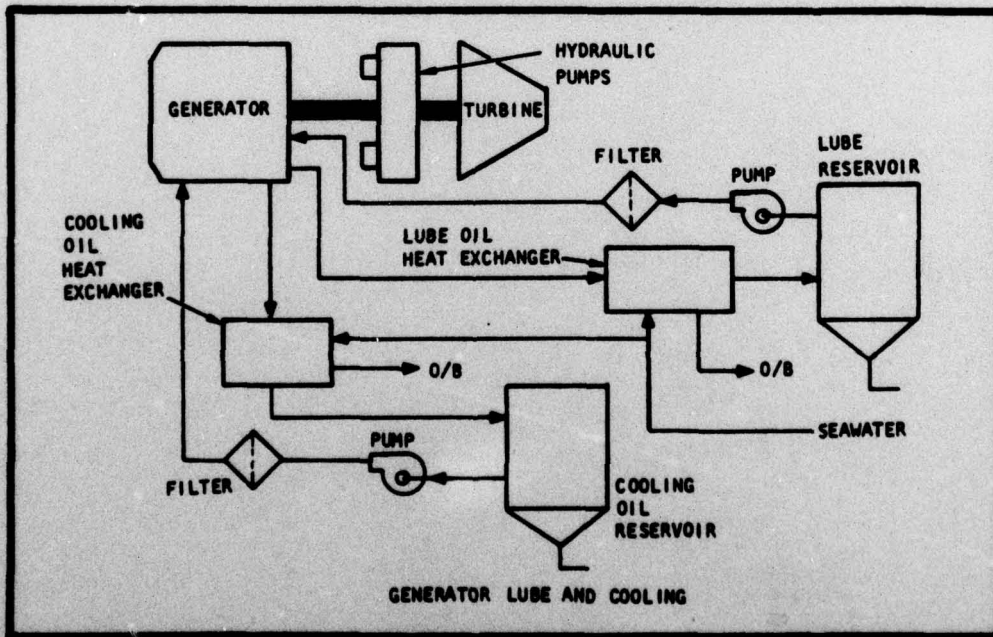 HYDRAULIC
PUMPS
GENERATOR
TURBINE
LUBE
RESERVOIR
FILTER
PUMP
COOLING
OIL
HEAT
EXCHANGER
LUBE OIL
HEAT EXCHANGER
O/B
O/B
SEAWATER
PUMP
FILTER
COOLING
OIL
RESERVOIR
GENERATOR LUBE AND COOLING